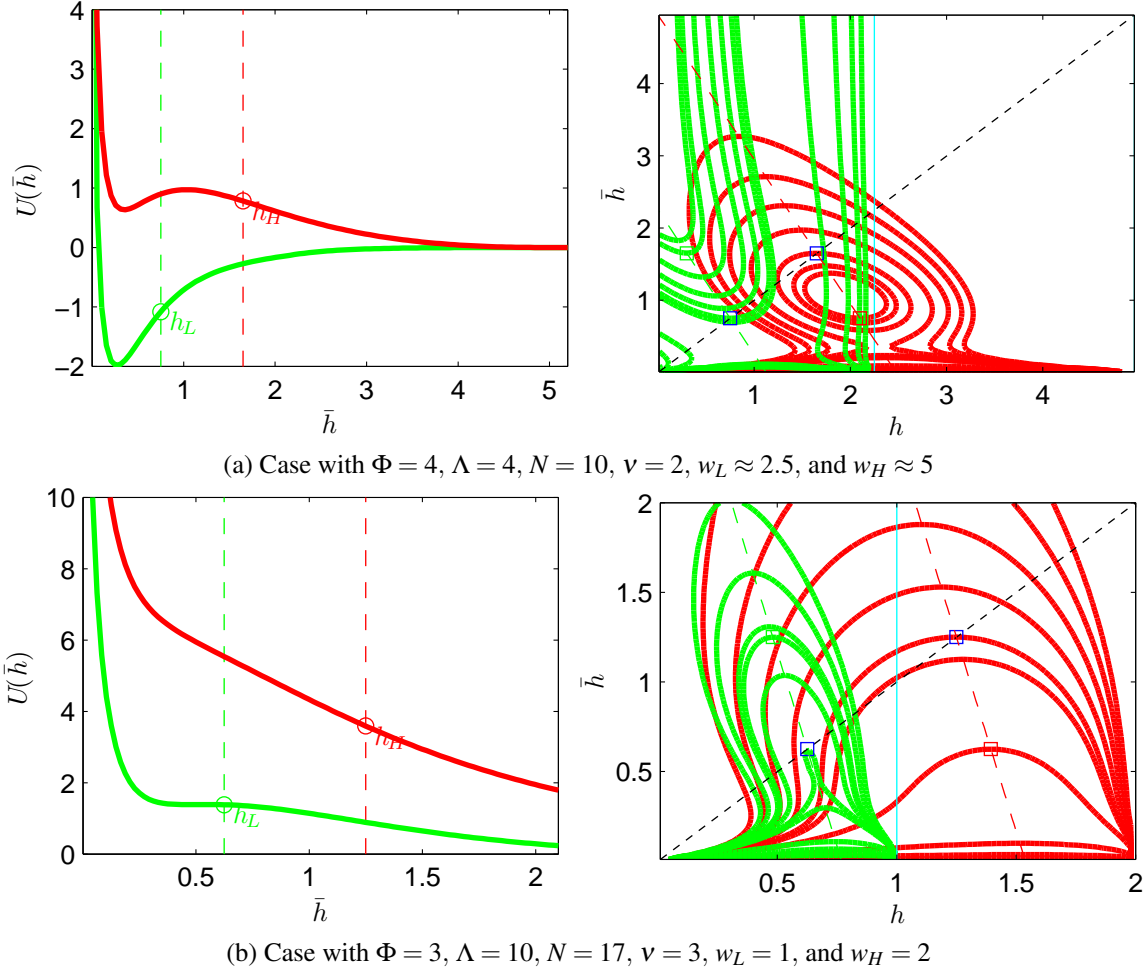 4
3
2
1
0
−1
−2
U(h̄)
h_H
h_L
1
2
3
4
5
h̄
4
3
2
1
h̄
1
2
3
4
h
(a) Case with Φ = 4, Λ = 4, N = 10, ν = 2, w_L ≈ 2.5, and w_H ≈ 5
10
8
6
4
2
0
U(h̄)
h_H
h_L
0.5
1
1.5
2
h̄
2
1.5
1
0.5
h̄
0.5
1
1.5
2
h
(b) Case with Φ = 3, Λ = 10, N = 17, ν = 3, w_L = 1, and w_H = 2